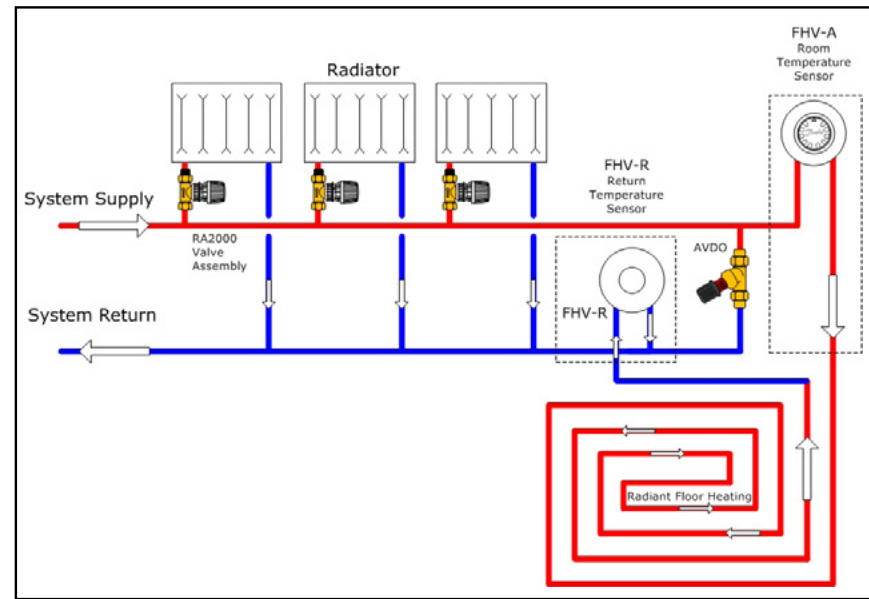 FHV-A
Room
Temperature
Sensor
Radiator
FHV-R
Return
Temperature
Sensor
System Supply
RA2000
Valve
Assembly
AVDO
System Return
FHV-R
Radiant Floor Heating